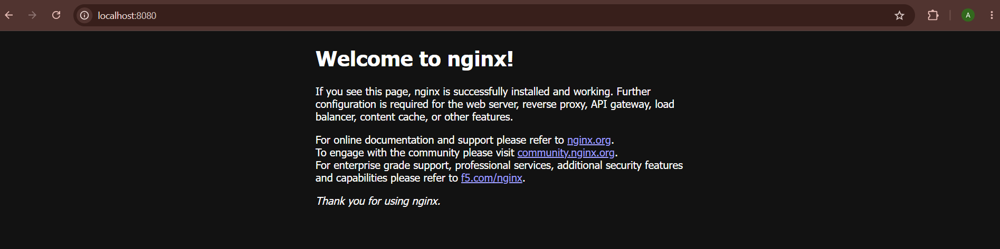 localhost:8080
A
Welcome to nginx!
If you see this page, nginx is successfully installed and working. Further
configuration is required for the web server, reverse proxy, API gateway, load
balancer, content cache, or other features.
For online documentation and support please refer to nginx.org.
To engage with the community please visit community.nginx.org.
For enterprise grade support, professional services, additional security features
and capabilities please refer to f5.com/nginx.
Thank you for using nginx.